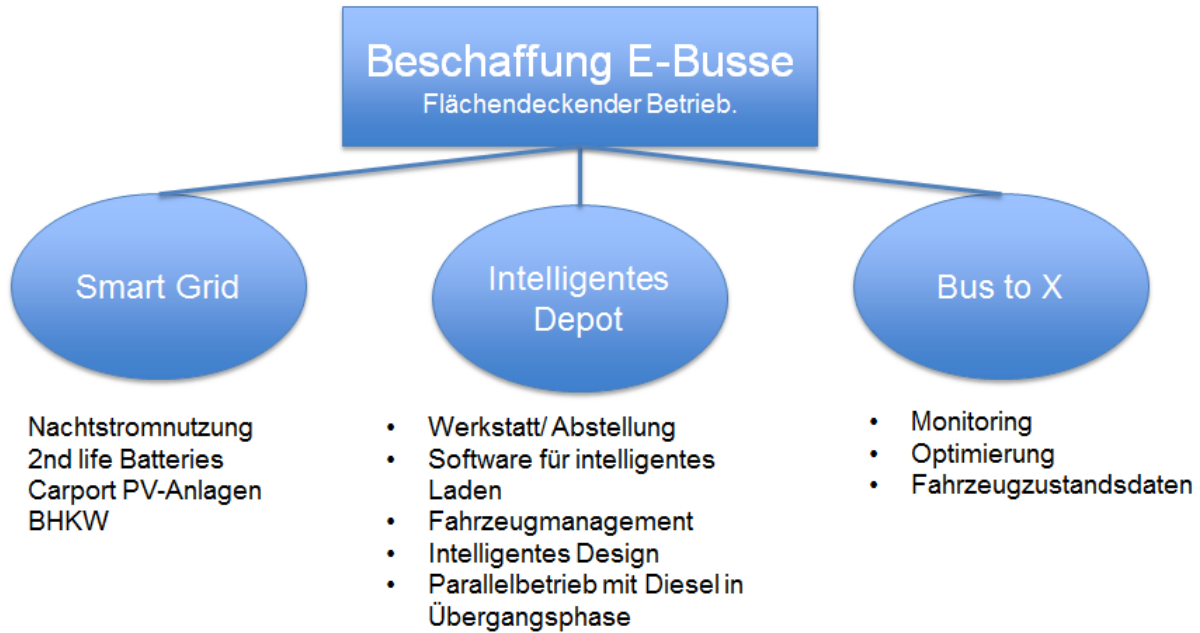 Beschaffung E-Busse
Flächendeckender Betrieb.
Smart Grid
Intelligentes
Depot
Bus to X
Nachtstromnutzung
2nd life Batteries
Carport PV-Anlagen
BHKW
• Werkstatt/ Abstellung
• Software für intelligentes
Laden
• Fahrzeugmanagement
• Intelligentes Design
• Parallelbetrieb mit Diesel in
Übergangsphase
• Monitoring
• Optimierung
• Fahrzeugzustandsdaten